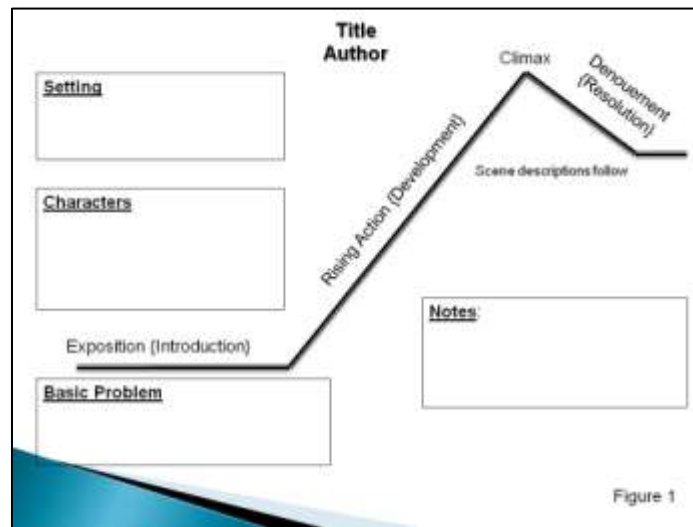 Title
Author
Setting
Characters
Exposition (Introduction)
Basic Problem
Rising Action (Development)
Climax
Denouement
(Resolution)
Scene descriptions follow
Notes:
Figure 1